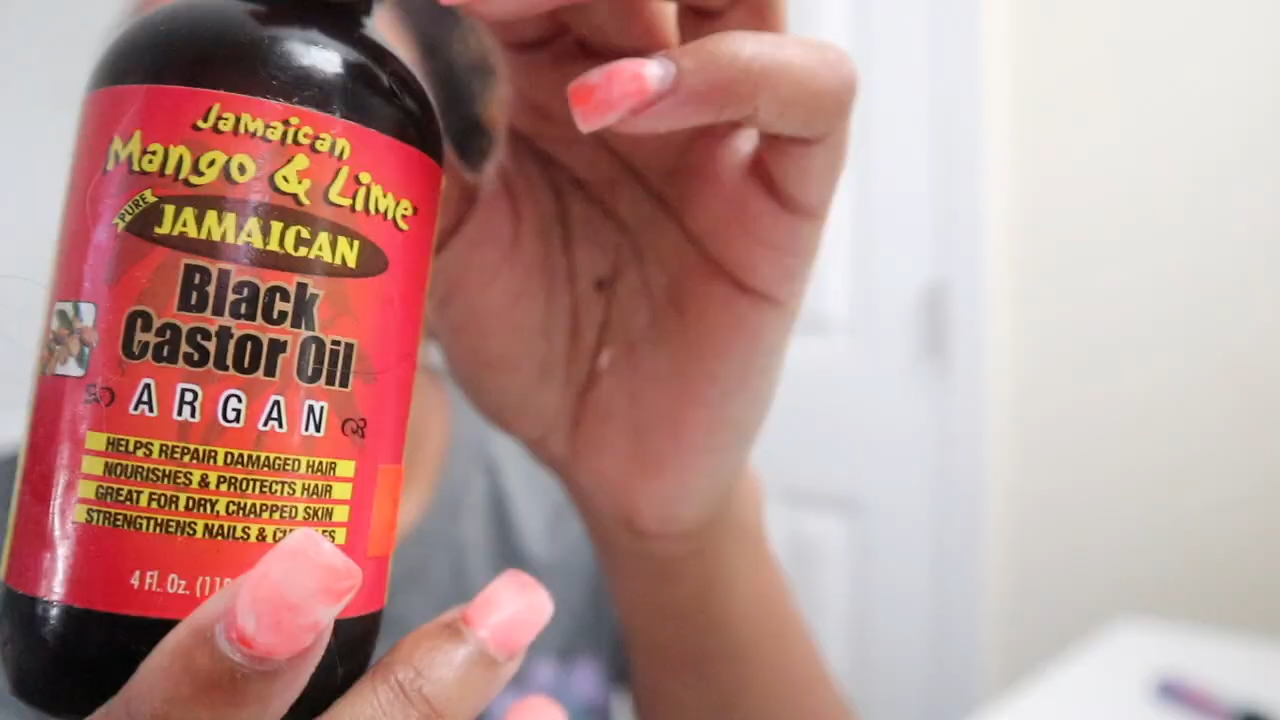 Jamaican
Mango & Lime
PURE
JAMAICAN
Black
Castor Oil
ARGAN
HELPS REPAIR DAMAGED HAIR
NOURISHES & PROTECTS HAIR
GREAT FOR DRY, CHAPPED SKIN
STRENGTHENS NAILS &
4 Fl. Oz.